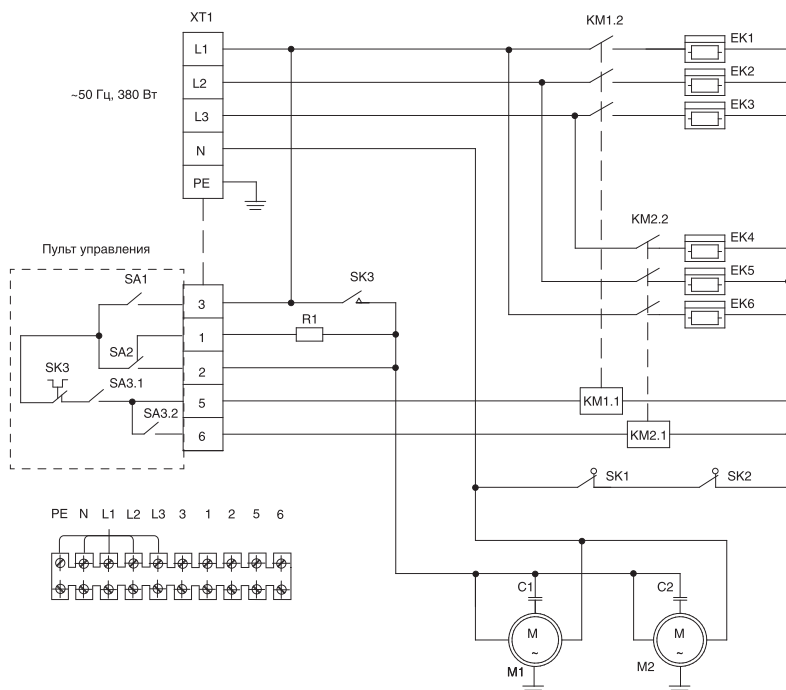 XT1
L1
L2
L3
N
PE
~50 Гц, 380 Вт
KM1.2
EK1
EK2
EK3
KM2.2
EK4
EK5
EK6
Пульт управления
SA1
SA2
SK3
SA3.1
SA3.2
3
1
2
5
6
SK3
R1
KM1.1
KM2.1
SK1
SK2
PE N L1 L2 L3 3 1 2 5 6
C1
C2
M
~
M1
M
~
M2